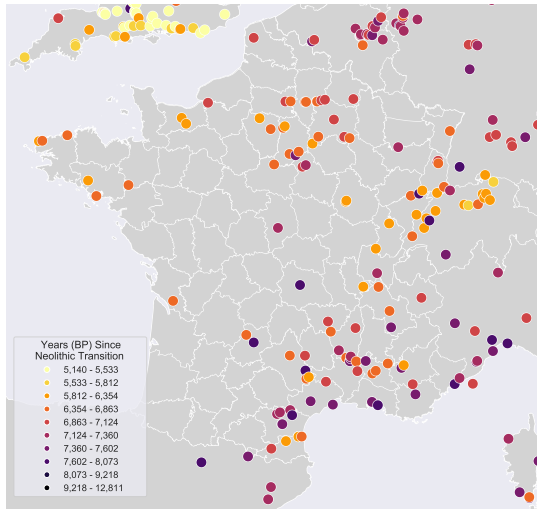 Years (BP) Since
Neolithic Transition
5,140 - 5,533
5,533 - 5,812
5,812 - 6,354
6,354 - 6,863
6,863 - 7,124
7,124 - 7,360
7,360 - 7,602
7,602 - 8,073
8,073 - 9,218
9,218 - 12,811